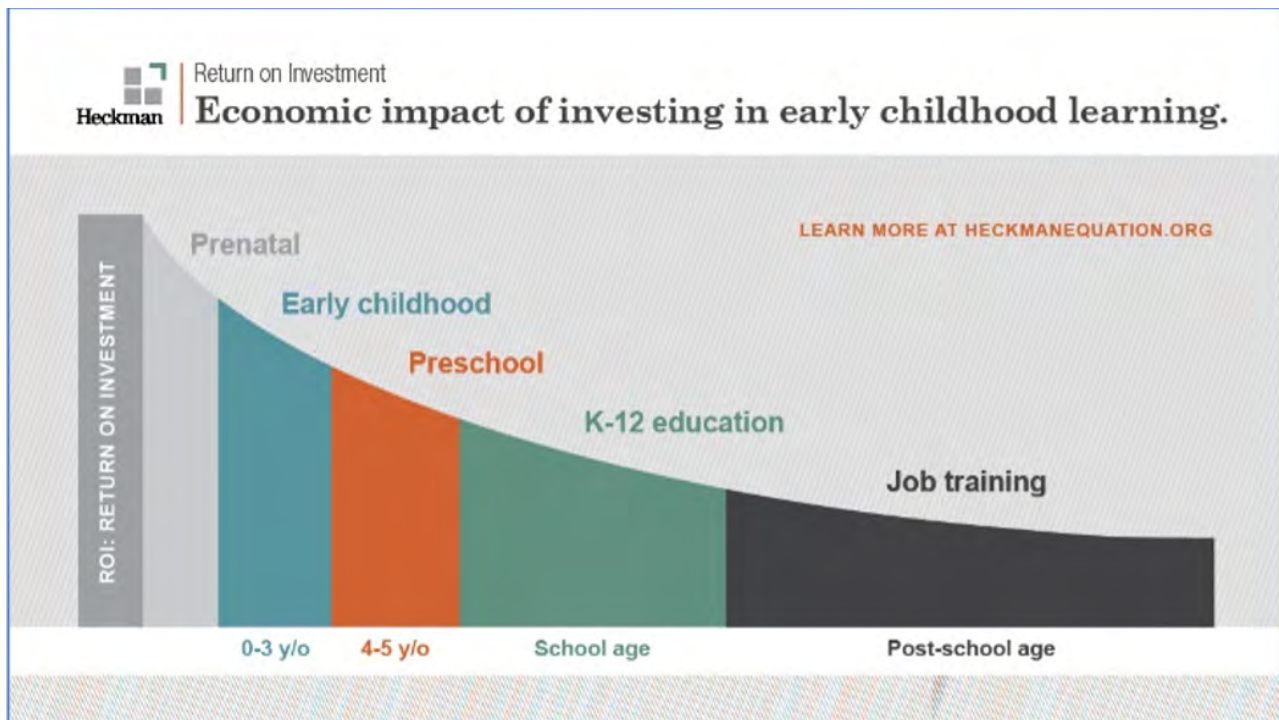 Heckman
Return on Investment
Economic impact of investing in early childhood learning.
LEARN MORE AT HECKMANEQUATION.ORG
ROI: RETURN ON INVESTMENT
Prenatal
Early childhood
Preschool
K-12 education
Job training
0-3 y/o
4-5 y/o
School age
Post-school age